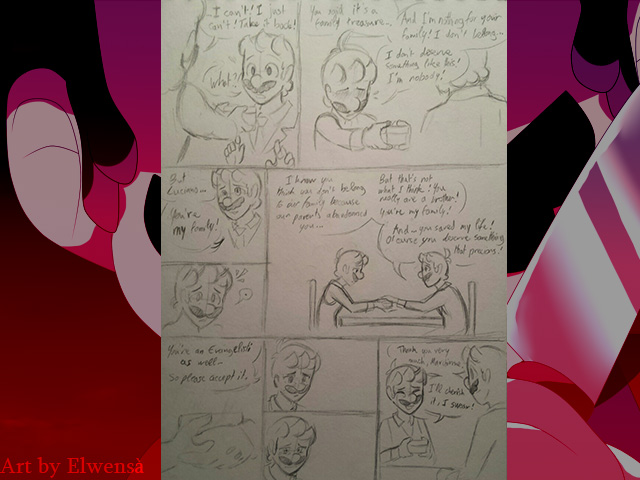 I can't! I just
can't! Take it back!
What?!
You said it's a
family treasure...
And I'm nothing for your
family! I don't belong...
I don't deserve
something like this!
I'm nobody!
But
Luciano...
You're
my family!
I know you
think we don't belong
to our family because
our parents abandonned
you...
But that's not
what I think! You
really are a brother!
You're my family!
And... you saved my life!
Of course you deserve something
that precious!
You're an Evangelisti
as well...
So please accept it.
Thank you very
much,
I'll cherish
it, I swear!
Art by Elwensà